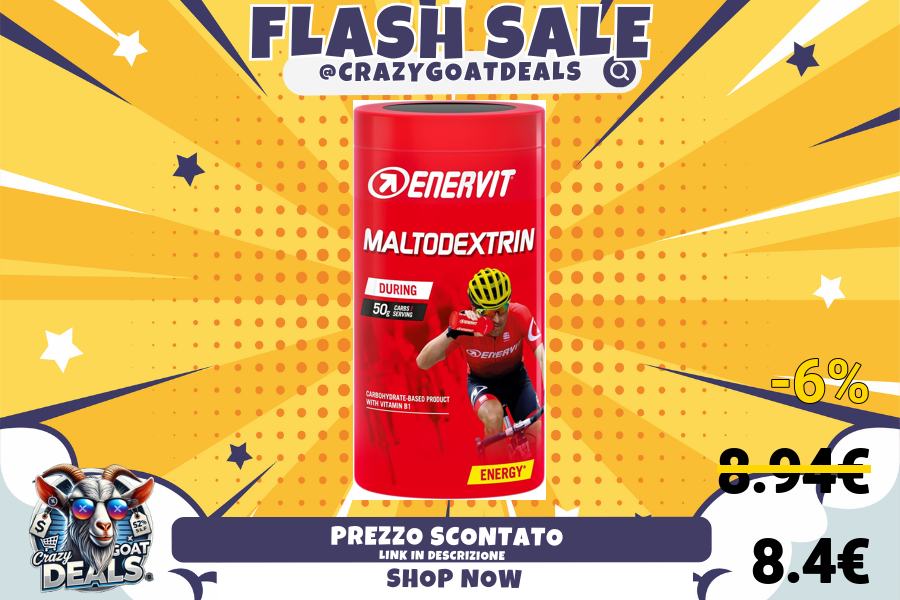 FLASH SALE
@CRAZYGOATDEALS
ENERVIT
MALTODEXTRIN
DURING
50g CARBS / SERVING
CARBOHYDRATE-BASED PRODUCT
WITH VITAMIN B1
ENERVIT
ENERGY*
-6%
8.94€
8.4€
PREZZO SCONTATO
LINK IN DESCRIZIONE
SHOP NOW
$
52%
Crazy
GOAT
DEALS